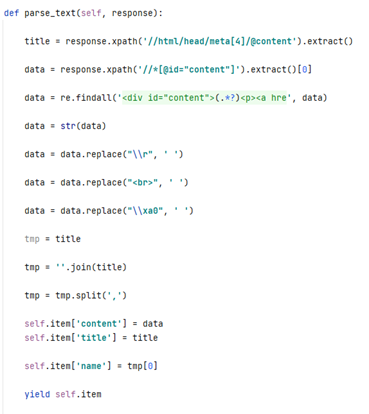 def parse_text(self, response):
title = response.xpath('//html/head/meta[4]/@content').extract()
data = response.xpath('//*[@id="content"]').extract()[0]
data = re.findall('<div id="content">(.*?)<p><a hre', data)
data = str(data)
data = data.replace("\\r", ' ')
data = data.replace("<br>", ' ')
data = data.replace("\\xa0", ' ')
tmp = title
tmp = ''.join(title)
tmp = tmp.split(',')
self.item['content'] = data
self.item['title'] = title
self.item['name'] = tmp[0]
yield self.item